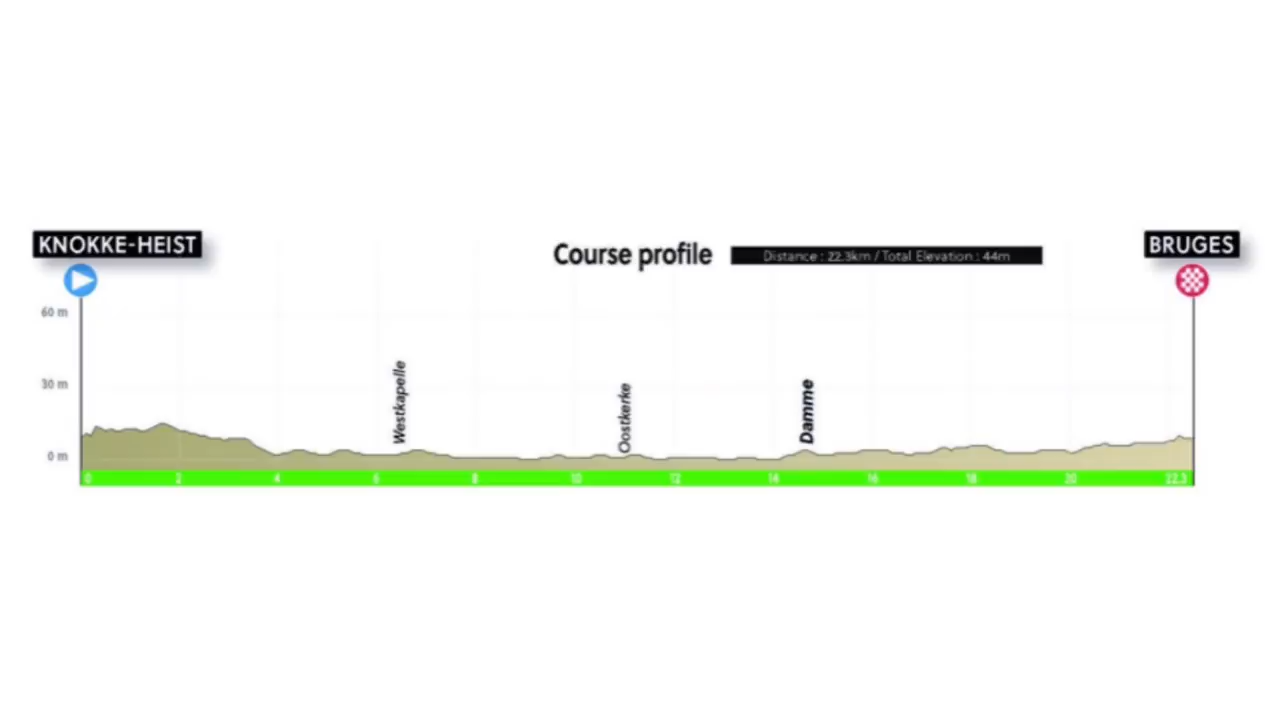 KNOKKE-HEIST
Course profile
Distance : 22.3km / Total Elevation : 44m
BRUGES
60 m
30 m
0 m
Westkapelle
Oostkerke
Damme
0 2 4 6 8 10 12 14 16 18 20 22.3